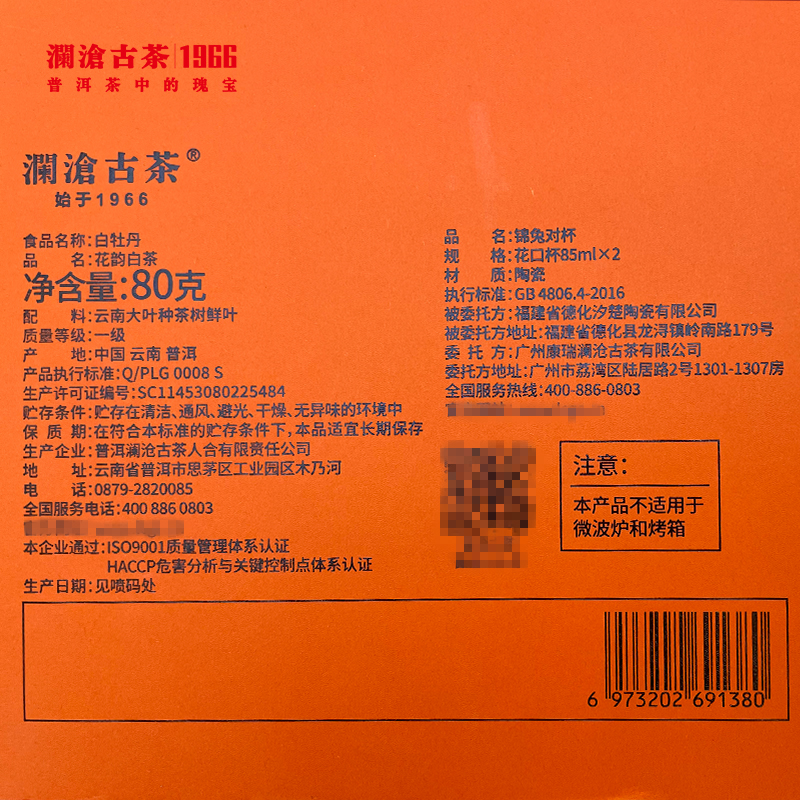 澜沧古茶|1966
普洱茶中的瑰宝
澜沧古茶®
始于1966
食品名称:白牡丹
品 名:花韵白茶
净含量:80克
配 料:云南大叶种茶树鲜叶
质量等级:一级
产 地:中国 云南 普洱
产品执行标准:Q/PLG 0008 S
生产许可证编号:SC11453080225484
贮存条件:贮存在清洁、通风、避光、干燥、无异味的环境中
保 质 期:在符合本标准的贮存条件下,本品适宜长期保存
生产企业:普洱澜沧古茶人合有限责任公司
地 址:云南省普洱市思茅区工业园区木乃河
电 话:0879-2820085
全国服务电话:400 886 0803
本企业通过:ISO9001质量管理体系认证
HACCP危害分析与关键控制点体系认证
生产日期:见喷码处
品 名:锦兔对杯
规 格:花口杯85ml×2
材 质:陶瓷
执行标准:GB 4806.4-2016
被委托方:福建省德化汐楚陶瓷有限公司
被委托方地址:福建省德化县龙浔镇岭南路179号
委 托 方:广州康瑞澜沧古茶有限公司
委托方地址:广州市荔湾区陆居路2号1301-1307房
全国服务热线:400-886-0803
注意:
本产品不适用于
微波炉和烤箱
6 973202 691380